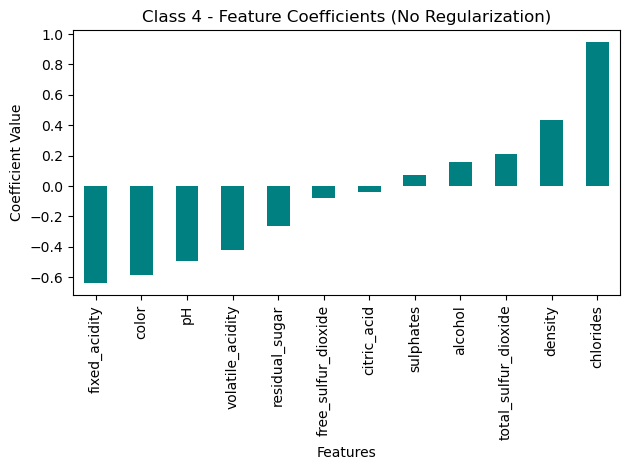 Class 4 - Feature Coefficients (No Regularization)
Coefficient Value
1.0
0.8
0.6
0.4
0.2
0.0
−0.2
−0.4
−0.6
fixed_acidity
color
pH
volatile_acidity
residual_sugar
free_sulfur_dioxide
citric_acid
sulphates
alcohol
total_sulfur_dioxide
density
chlorides
Features